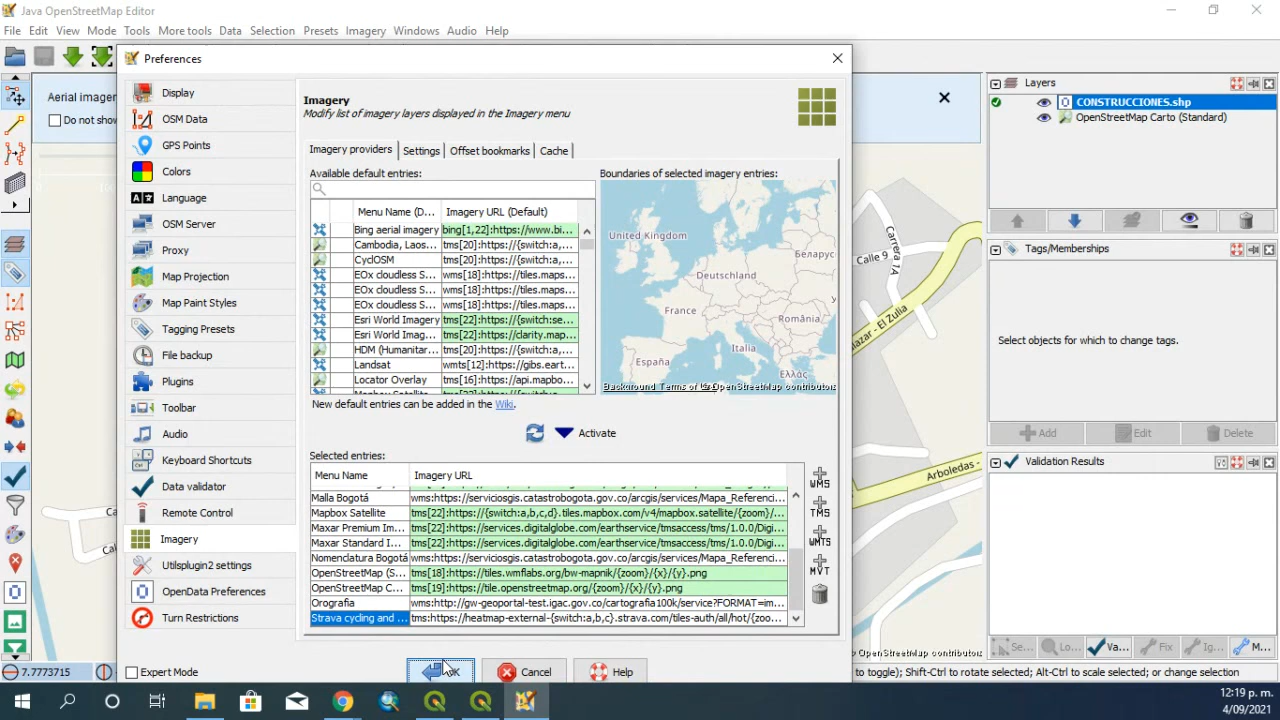 Java OpenStreetMap Editor
File Edit View Mode Tools More tools Data Selection Presets Imagery Windows Audio Help
Preferences
Aerial imager
Do not show
Display
OSM Data
GPS Points
Colors
Language
OSM Server
Proxy
Map Projection
Map Paint Styles
Tagging Presets
File backup
Plugins
Toolbar
Audio
Keyboard Shortcuts
Data validator
Remote Control
Imagery
Utilsplugin2 settings
OpenData Preferences
Turn Restrictions
Expert Mode
Imagery
Modify list of imagery layers displayed in the Imagery menu
Imagery providers Settings Offset bookmarks Cache
Available default entries:
Menu Name (D... Imagery URL (Default)
Bing aerial imagery bing[1,22]:https://www.bi...
Cambodia, Laos... tms[20]:https://{switch:a,...
CyclOSM tms[20]:https://{switch:a,...
EOx cloudless S... wms[18]:https://tiles.maps...
EOx cloudless S... wms[18]:https://tiles.maps...
Esri World Imagery tms[22]:https://{switch:se...
Esri World Imag... tms[22]:https://clarity.map...
HDM (Humanitar... tms[20]:https://{switch:a,...
Landsat wmts[12]:https://gibs.eart...
Locator Overlay tms[16]:https://api.mapbo...
Boundaries of selected imagery entries:
United Kingdom
Беларусь
Deutschland
France
România
Italia
España
Ελλάς
New default entries can be added in the Wiki.
Activate
Selected entries:
Menu Name Imagery URL
Malla Bogotá wms:https://serviciosgis.catastrobogota.gov.co/arcgis/services/Mapa_Referenci...
Mapbox Satellite tms[22]:https://{switch:a,b,c,d}.tiles.mapbox.com/v4/mapbox.satellite/{zoom}/...
Maxar Premium Im... tms[22]:https://services.digitalglobe.com/earthservice/tmsaccess/tms/1.0.0/Digi...
Maxar Standard I... tms[22]:https://services.digitalglobe.com/earthservice/tmsaccess/tms/1.0.0/Digi...
Nomenclatura Bogotá wms:https://serviciosgis.catastrobogota.gov.co/arcgis/services/Mapa_Referenci...
OpenStreetMap (S... tms[18]:https://tiles.wmflabs.org/bw-mapnik/{zoom}/{x}/{y}.png
OpenStreetMap C... tms[19]:https://tile.openstreetmap.org/{zoom}/{x}/{y}.png
Orografia wms:http://gw-geoportal-test.igac.gov.co/cartografia100k/service?FORMAT=im...
Strava cycling and ... tms:https://heatmap-external-{switch:a,b,c}.strava.com/tiles-auth/all/hot/{zoo...
WMS
TMS
WMTS
MVT
Cancel Help
Calle 9
Carrera 1A
Arboledas -
Layers
CONSTRUCCIONES.shp
OpenStreetMap Carto (Standard)
Tags/Memberships
Select objects for which to change tags.
Add Edit Delete
Validation Results
Se... Lo... Va... Fix Ig... M...
7.7773715
to toggle); Shift-Ctrl to rotate selected; Alt-Ctrl to scale selected; or change selection
12:19 p. m.
4/09/2021